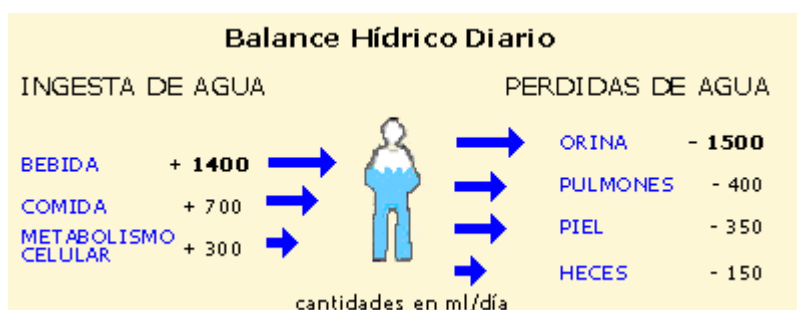 Balance Hídrico Diario
INGESTA DE AGUA
PERDIDAS DE AGUA
BEBIDA + 1400
COMIDA + 700
METABOLISMO
CELULAR + 300
ORINA - 1500
PULMONES - 400
PIEL - 350
HECES - 150
cantidades en ml/día